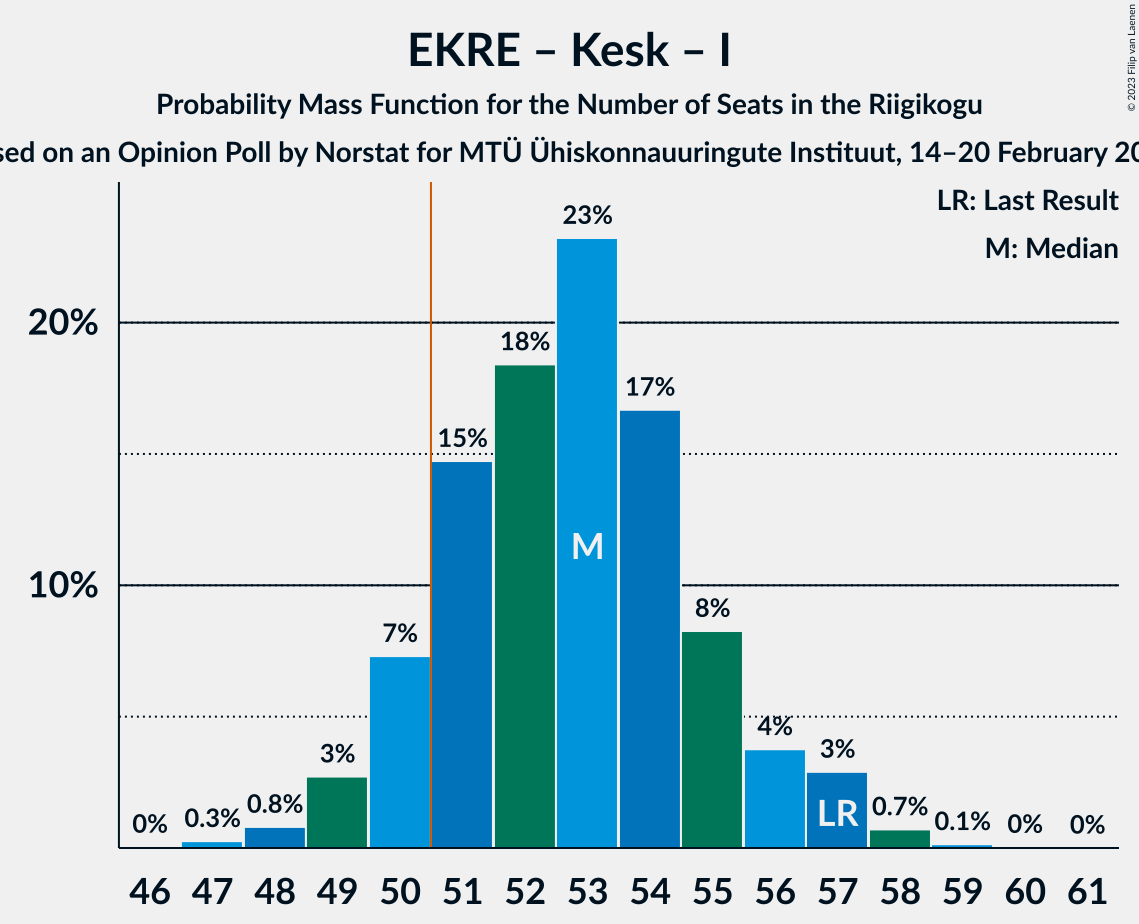 EKRE – Kesk – I
Probability Mass Function for the Number of Seats in the Riigikogu
on an Opinion Poll by Norstat for MTÜ Ühiskonnauuringute Instituut, 14–20 February
© 2023 Filip van Laenen
LR: Last Result
M: Median
20%
10%
0% 0.3% 0.8% 3% 7% 15% 18% 23% 17% 8% 4% 3% 0.7% 0.1% 0% 0%
M
LR
46 47 48 49 50 51 52 53 54 55 56 57 58 59 60 61